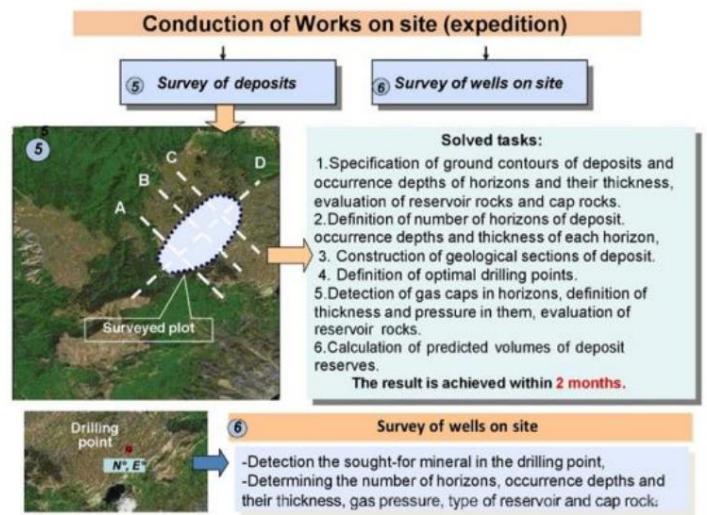 Conduction of Works on site (expedition)
5 Survey of deposits
6 Survey of wells on site
5
5
C
B
D
A
Surveyed plot
Solved tasks:
1.Specification of ground contours of deposits and
occurrence depths of horizons and their thickness,
evaluation of reservoir rocks and cap rocks.
2.Definition of number of horizons of deposit.
occurrence depths and thickness of each horizon,
3. Construction of geological sections of deposit.
4. Definition of optimal drilling points.
5.Detection of gas caps in horizons, definition of
thickness and pressure in them, evaluation of
reservoir rocks.
6.Calculation of predicted volumes of deposit
reserves.
The result is achieved within 2 months.
Drilling
point
N°, E°
6 Survey of wells on site
-Detection the sought-for mineral in the drilling point,
-Determining the number of horizons, occurrence depths and
their thickness, gas pressure, type of reservoir and cap rock.